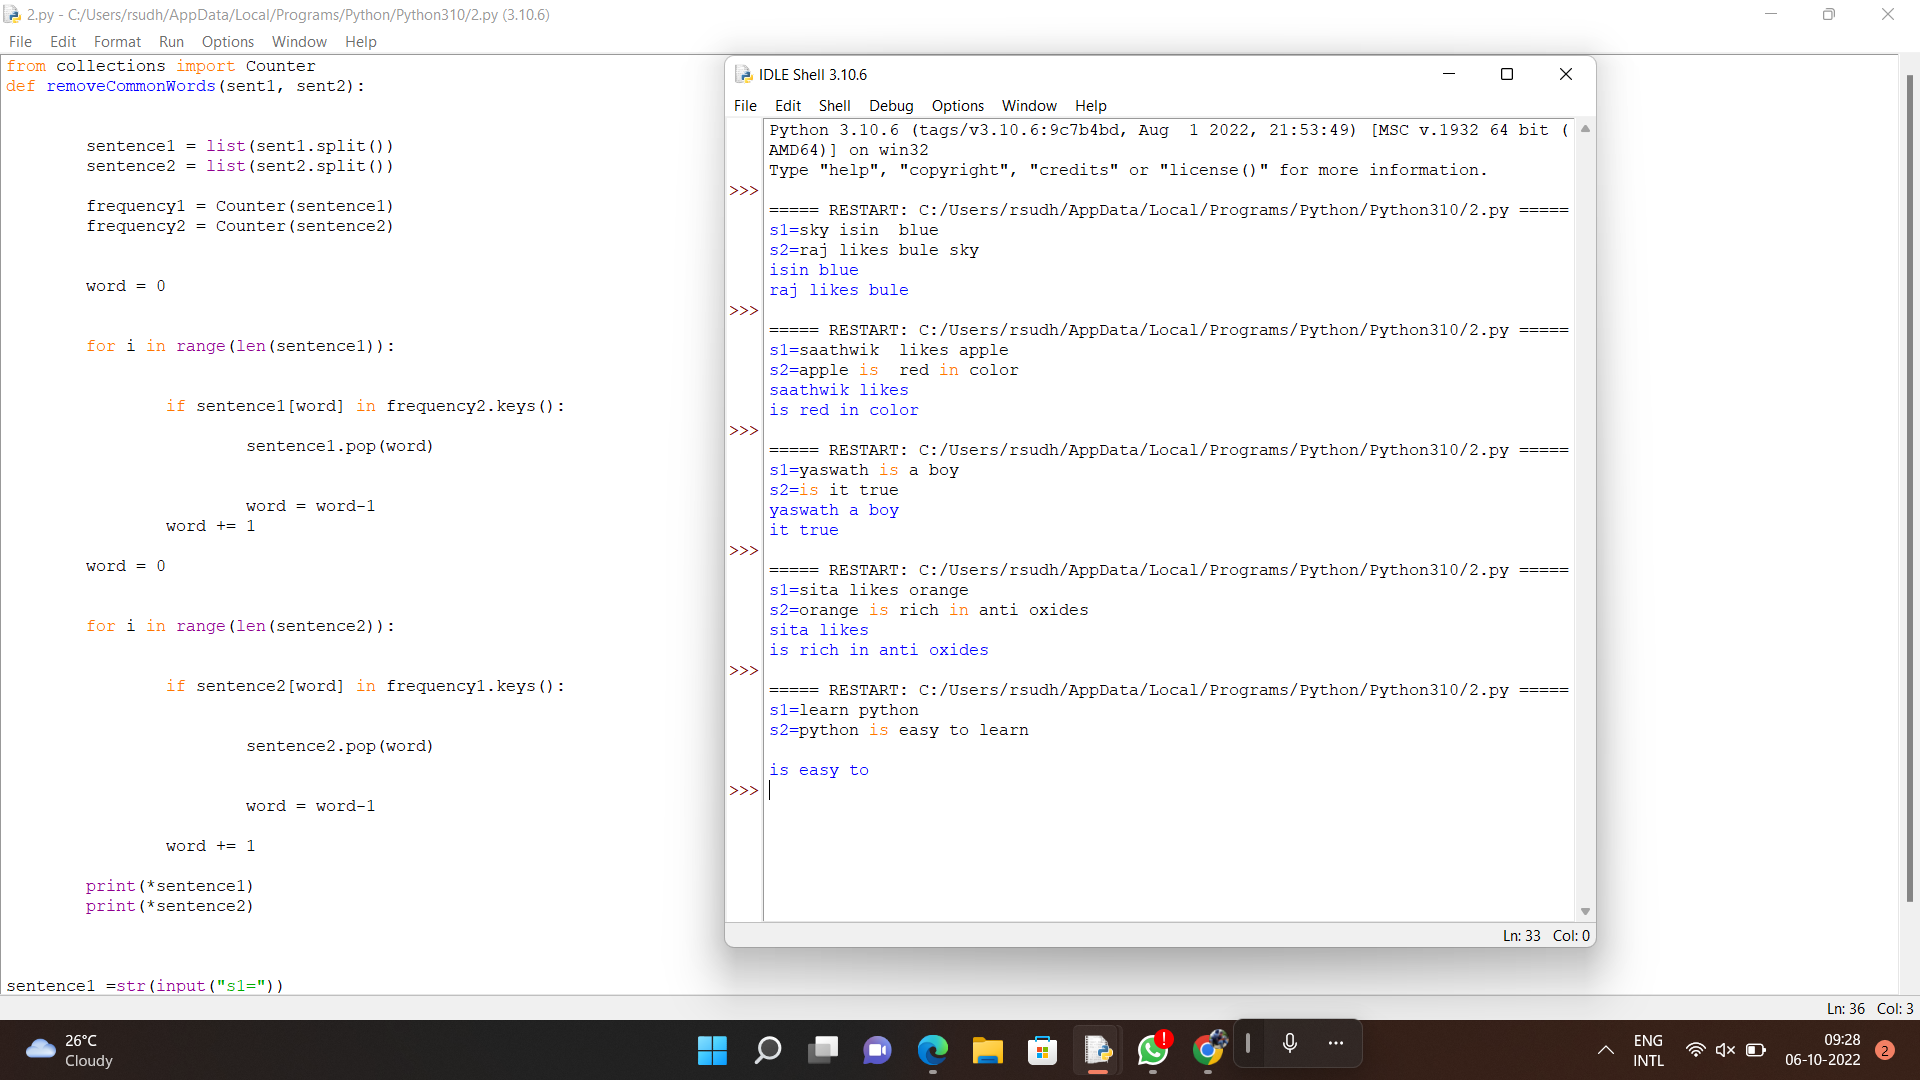 2.py - C:/Users/rsudh/AppData/Local/Programs/Python/Python310/2.py (3.10.6)
File Edit Format Run Options Window Help
from collections import Counter
def removeCommonWords(sent1, sent2):
sentence1 = list(sent1.split())
sentence2 = list(sent2.split())
frequency1 = Counter(sentence1)
frequency2 = Counter(sentence2)
word = 0
for i in range(len(sentence1)):
if sentence1[word] in frequency2.keys():
sentence1.pop(word)
word = word-1
word += 1
word = 0
for i in range(len(sentence2)):
if sentence2[word] in frequency1.keys():
sentence2.pop(word)
word = word-1
word += 1
print(*sentence1)
print(*sentence2)
sentence1 =str(input("s1="))
Ln: 36 Col: 3
IDLE Shell 3.10.6
File Edit Shell Debug Options Window Help
Python 3.10.6 (tags/v3.10.6:9c7b4bd, Aug  1 2022, 21:53:49) [MSC v.1932 64 bit (
AMD64)] on win32
Type "help", "copyright", "credits" or "license()" for more information.
>>>
===== RESTART: C:/Users/rsudh/AppData/Local/Programs/Python/Python310/2.py =====
s1=sky isin  blue
s2=raj likes bule sky
isin blue
raj likes bule
>>>
===== RESTART: C:/Users/rsudh/AppData/Local/Programs/Python/Python310/2.py =====
s1=saathwik  likes apple
s2=apple is  red in color
saathwik likes
is red in color
>>>
===== RESTART: C:/Users/rsudh/AppData/Local/Programs/Python/Python310/2.py =====
s1=yaswath is a boy
s2=is it true
yaswath a boy
it true
>>>
===== RESTART: C:/Users/rsudh/AppData/Local/Programs/Python/Python310/2.py =====
s1=sita likes orange
s2=orange is rich in anti oxides
sita likes
is rich in anti oxides
>>>
===== RESTART: C:/Users/rsudh/AppData/Local/Programs/Python/Python310/2.py =====
s1=learn python
s2=python is easy to learn
is easy to
>>>
Ln: 33 Col: 0
26°C
Cloudy
ENG
INTL
09:28
06-10-2022
2